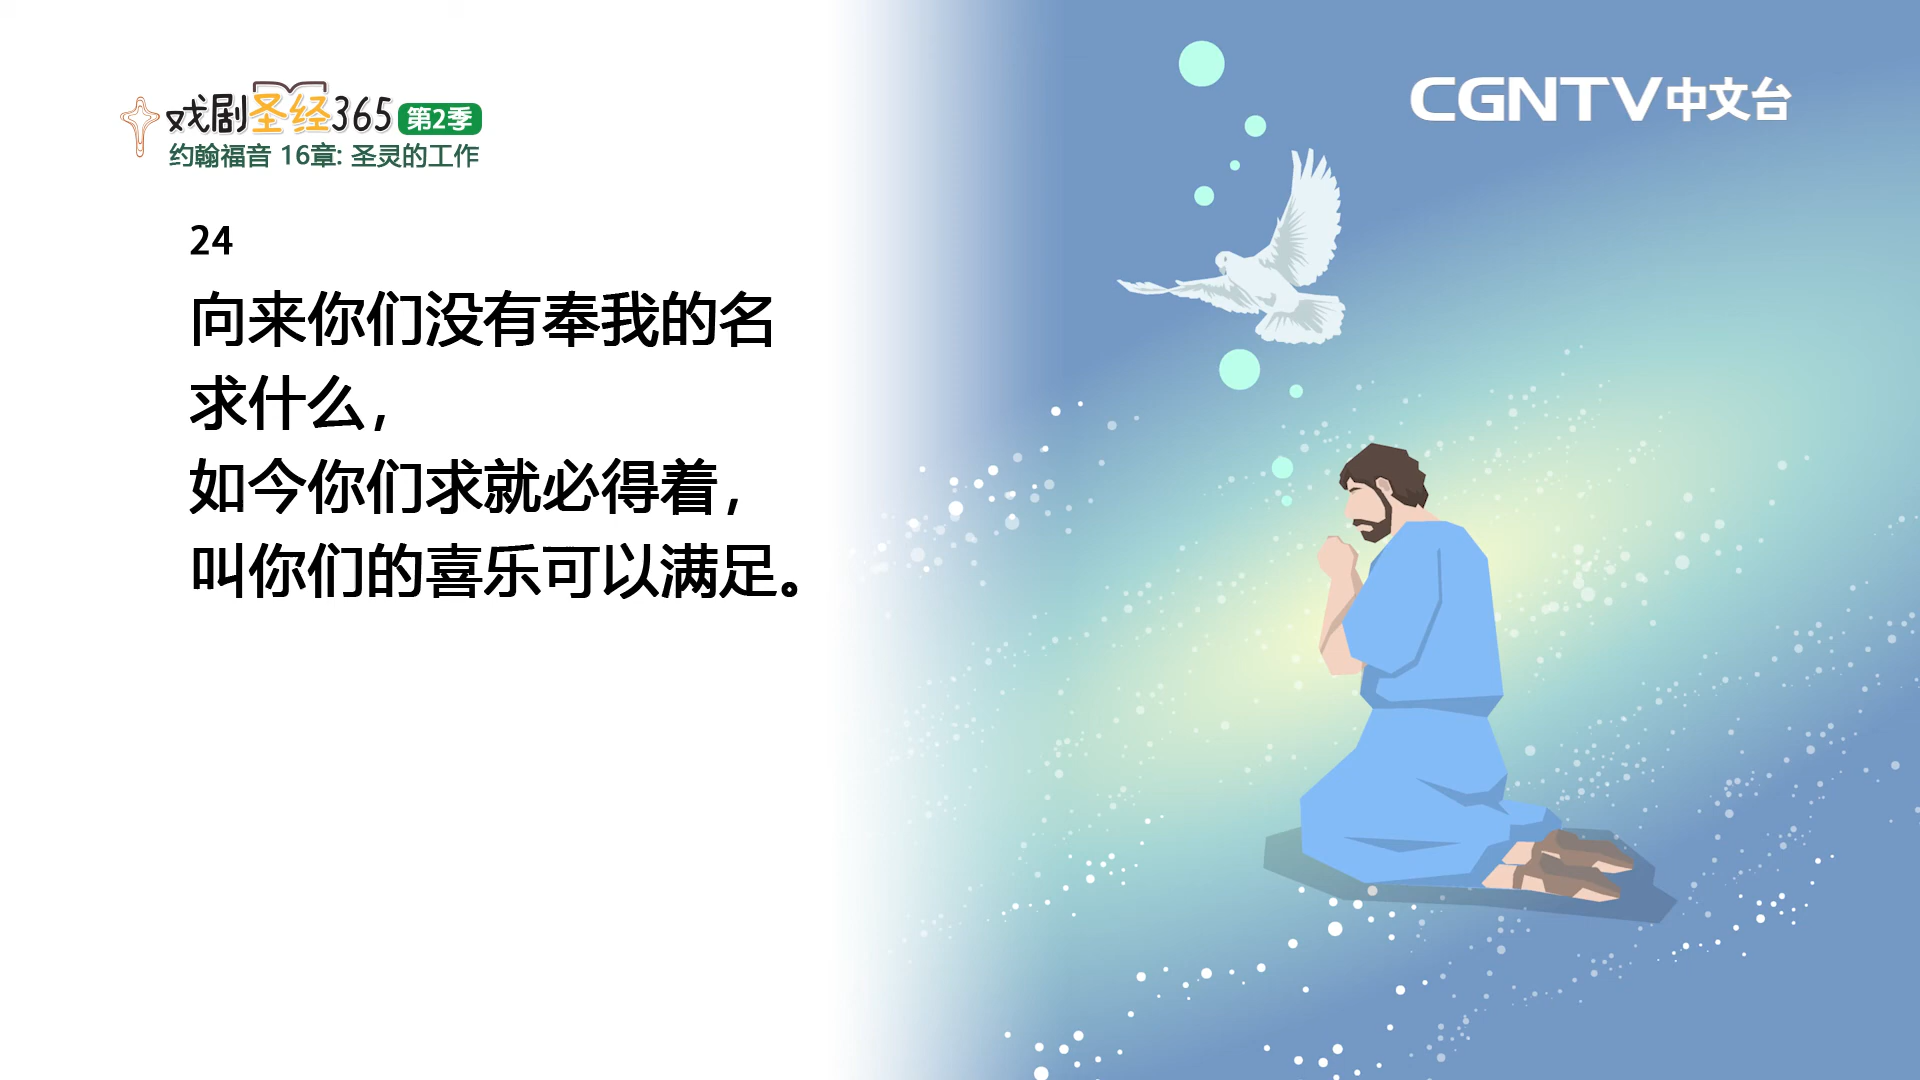 戏剧圣经365 第2季
约翰福音 16章: 圣灵的工作
CGNTV中文台
24
向来你们没有奉我的名
求什么，
如今你们求就必得着，
叫你们的喜乐可以满足。